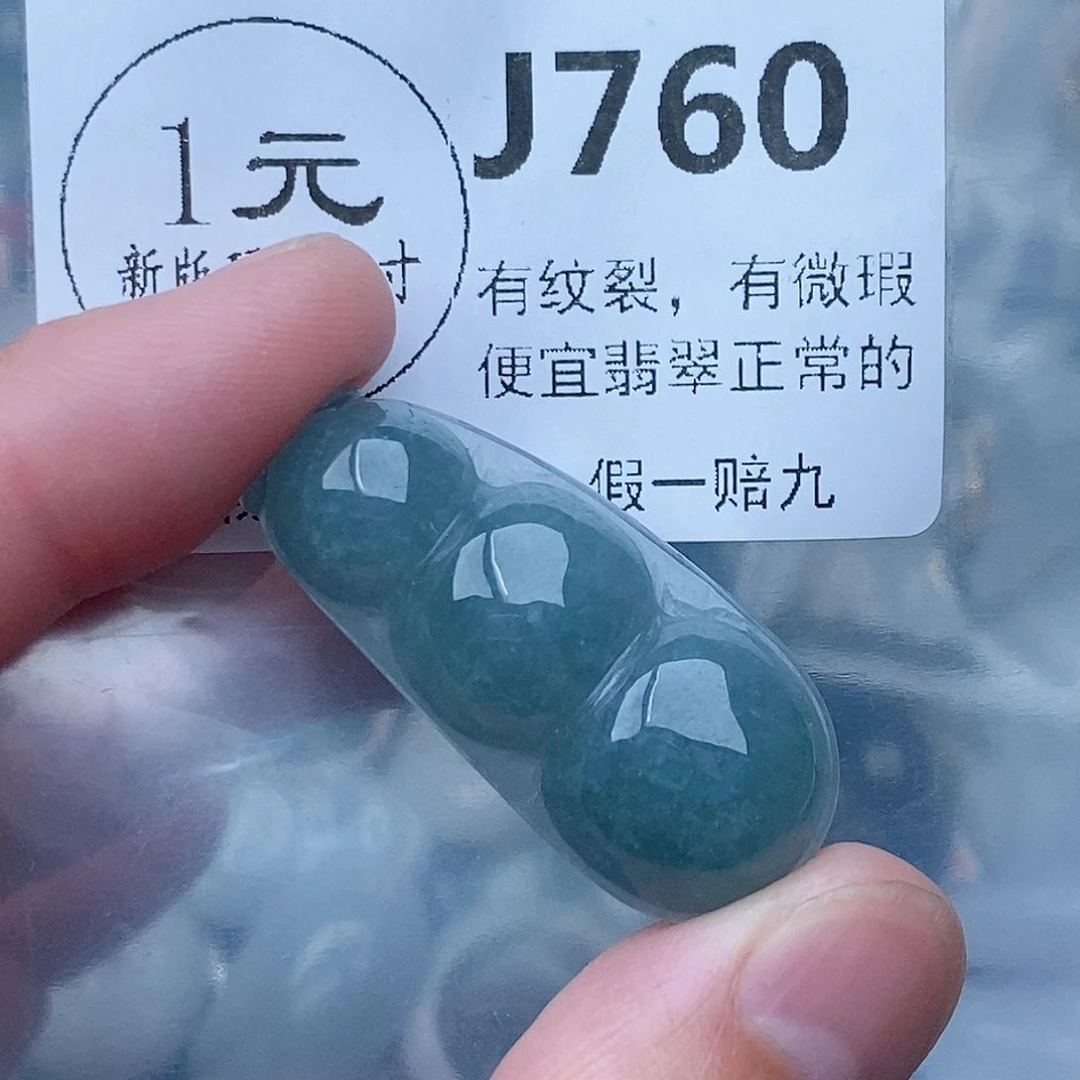 1元
J760
新版
寸
有纹裂，有微瑕
便宜翡翠正常的
假一赔九